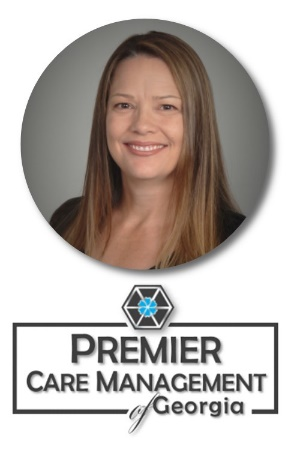 PREMIER
CARE MANAGEMENT
of Georgia